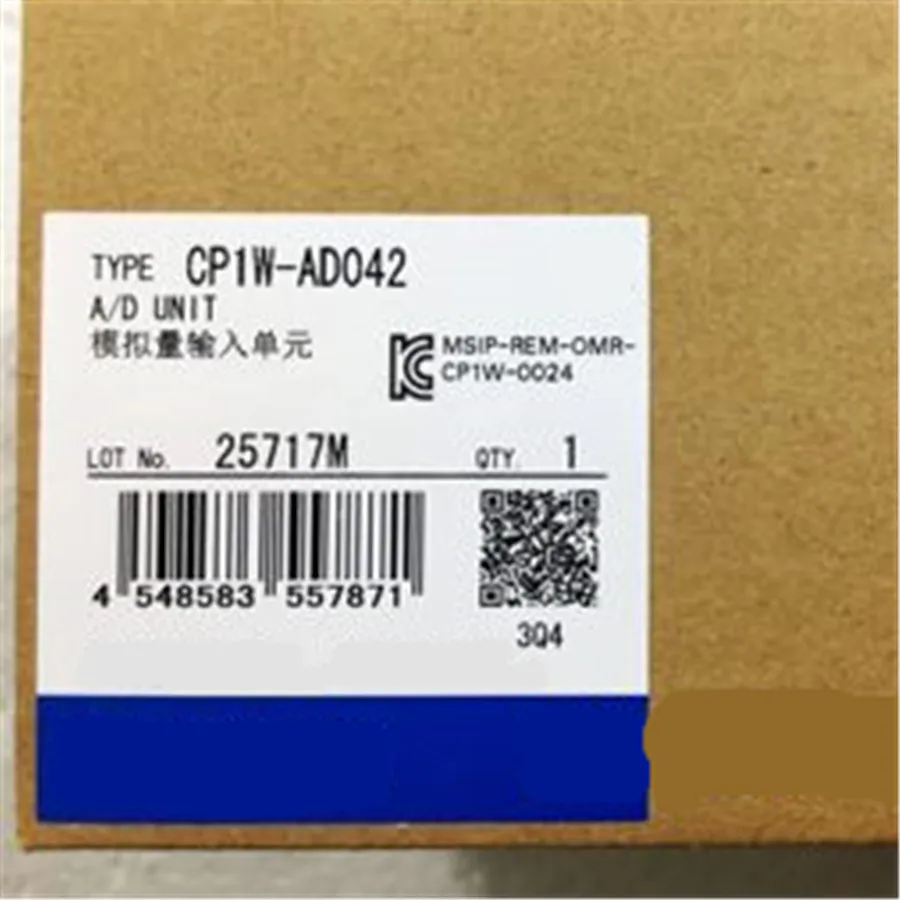 TYPE CP1W-AD042
A/D UNIT
模拟量输入单元
MSIP-REM-OMR-
CP1W-0024
LOT No. 25717M QTY. 1
4 548583 557871
3Q4